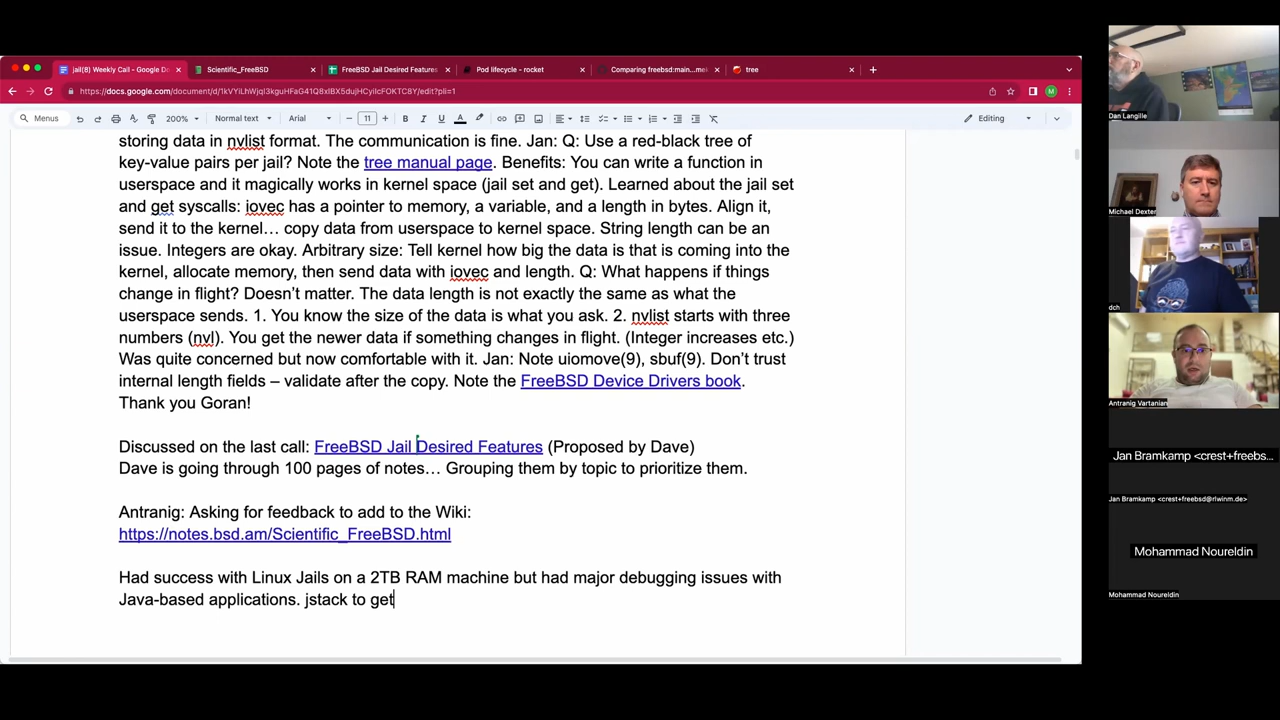 jail(8) Weekly Call - Google Do
Scientific_FreeBSD
FreeBSD Jail Desired Features
Pod lifecycle - rocket
Comparing freebsd:main...mek
tree
https://docs.google.com/document/d/1kVYiLhWjqI3kguHFaG41Q8xIBX5dujHCyiIcFOKTC8Y/edit?pli=1
Menus
200%
Normal text
Arial
11
Editing
storing data in nvlist format. The communication is fine. Jan: Q: Use a red-black tree of
key-value pairs per jail? Note the tree manual page. Benefits: You can write a function in
userspace and it magically works in kernel space (jail set and get). Learned about the jail set
and get syscalls: iovec has a pointer to memory, a variable, and a length in bytes. Align it,
send it to the kernel… copy data from userspace to kernel space. String length can be an
issue. Integers are okay. Arbitrary size: Tell kernel how big the data is that is coming into the
kernel, allocate memory, then send data with iovec and length. Q: What happens if things
change in flight? Doesn’t matter. The data length is not exactly the same as what the
userspace sends. 1. You know the size of the data is what you ask. 2. nvlist starts with three
numbers (nvl). You get the newer data if something changes in flight. (Integer increases etc.)
Was quite concerned but now comfortable with it. Jan: Note uiomove(9), sbuf(9). Don’t trust
internal length fields – validate after the copy. Note the FreeBSD Device Drivers book.
Thank you Goran!
Discussed on the last call: FreeBSD Jail Desired Features (Proposed by Dave)
Dave is going through 100 pages of notes… Grouping them by topic to prioritize them.
Antranig: Asking for feedback to add to the Wiki:
https://notes.bsd.am/Scientific_FreeBSD.html
Had success with Linux Jails on a 2TB RAM machine but had major debugging issues with
Java-based applications. jstack to get
Dan Langille
Michael Dexter
dch
Antranig Vartanian
Jan Bramkamp <crest+freebs...
Jan Bramkamp <crest+freebsd@rlwinm.de>
Mohammad Noureldin
Mohammad Noureldin